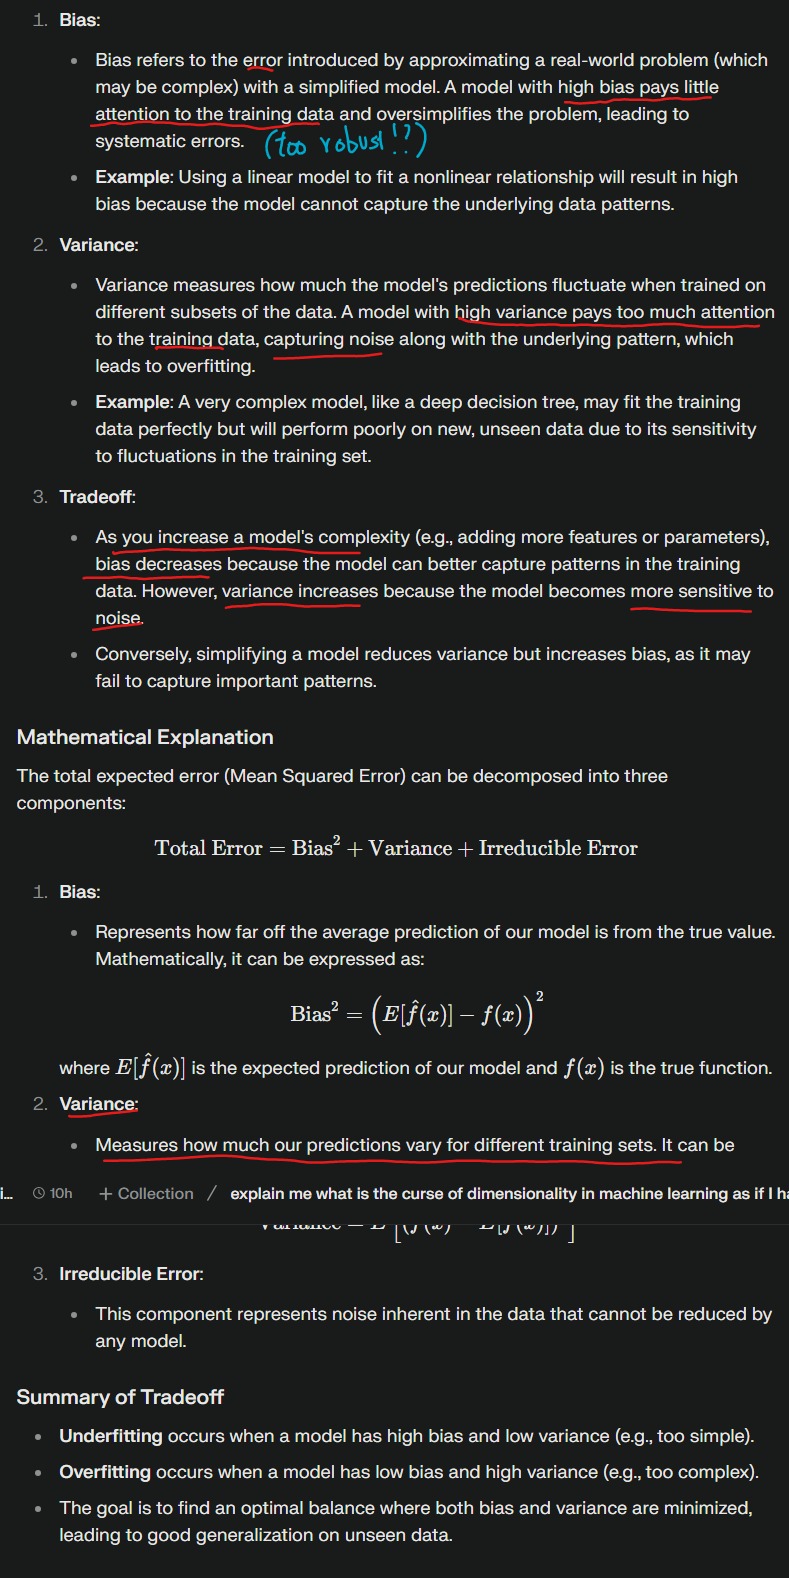 1. Bias:
• Bias refers to the error introduced by approximating a real-world problem (which
may be complex) with a simplified model. A model with high bias pays little
attention to the training data and oversimplifies the problem, leading to
systematic errors. (too robust!?)
• Example: Using a linear model to fit a nonlinear relationship will result in high
bias because the model cannot capture the underlying data patterns.
2. Variance:
• Variance measures how much the model's predictions fluctuate when trained on
different subsets of the data. A model with high variance pays too much attention
to the training data, capturing noise along with the underlying pattern, which
leads to overfitting.
• Example: A very complex model, like a deep decision tree, may fit the training
data perfectly but will perform poorly on new, unseen data due to its sensitivity
to fluctuations in the training set.
3. Tradeoff:
• As you increase a model's complexity (e.g., adding more features or parameters),
bias decreases because the model can better capture patterns in the training
data. However, variance increases because the model becomes more sensitive to
noise.
• Conversely, simplifying a model reduces variance but increases bias, as it may
fail to capture important patterns.
Mathematical Explanation
The total expected error (Mean Squared Error) can be decomposed into three
components:
Total Error = Bias² + Variance + Irreducible Error
1. Bias:
• Represents how far off the average prediction of our model is from the true value.
Mathematically, it can be expressed as:
Bias² = (E[f̂(x)] − f(x))²
where E[f̂(x)] is the expected prediction of our model and f(x) is the true function.
2. Variance:
• Measures how much our predictions vary for different training sets. It can be
i... 10h + Collection / explain me what is the curse of dimensionality in machine learning as if I ha
3. Irreducible Error:
• This component represents noise inherent in the data that cannot be reduced by
any model.
Summary of Tradeoff
• Underfitting occurs when a model has high bias and low variance (e.g., too simple).
• Overfitting occurs when a model has low bias and high variance (e.g., too complex).
• The goal is to find an optimal balance where both bias and variance are minimized,
leading to good generalization on unseen data.